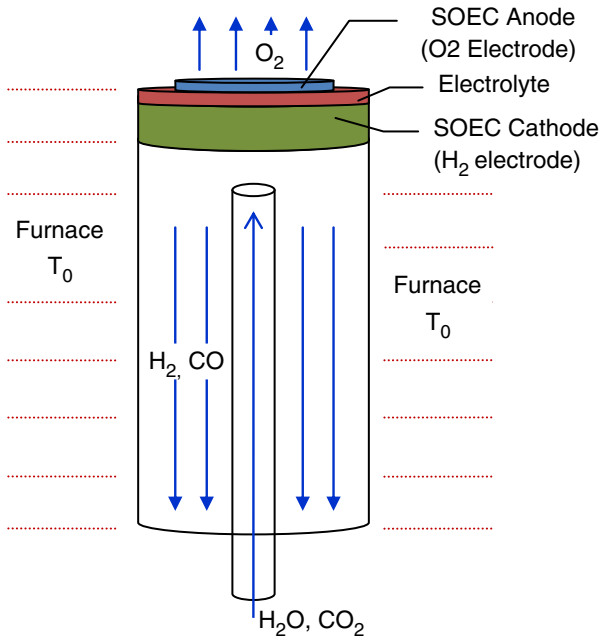 SOEC Anode
(O2 Electrode)
O₂
Electrolyte
SOEC Cathode
(H₂ electrode)
Furnace
T₀
Furnace
T₀
H₂, CO
H₂O, CO₂